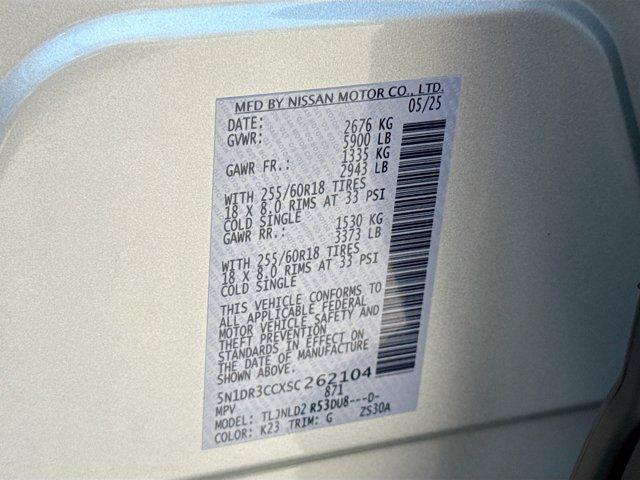 MFD BY NISSAN MOTOR CO., LTD.
DATE: 05/25
GVWR: 2676 KG
5900 LB
GAWR FR.: 1335 KG
2943 LB
WITH 255/60R18 TIRES
18 X 8.0 RIMS AT 33 PSI
COLD SINGLE
GAWR RR.: 1530 KG
3373 LB
WITH 255/60R18 TIRES
18 X 8.0 RIMS AT 33 PSI
COLD SINGLE
THIS VEHICLE CONFORMS TO
ALL APPLICABLE FEDERAL
MOTOR VEHICLE SAFETY AND
THEFT PREVENTION
STANDARDS IN EFFECT ON
THE DATE OF MANUFACTURE
SHOWN ABOVE.
5N1DR3CCXSC262104
MPV 871
MODEL: TLJNLD2 R53DU8---D-
COLOR: K23 TRIM: G ZS30A